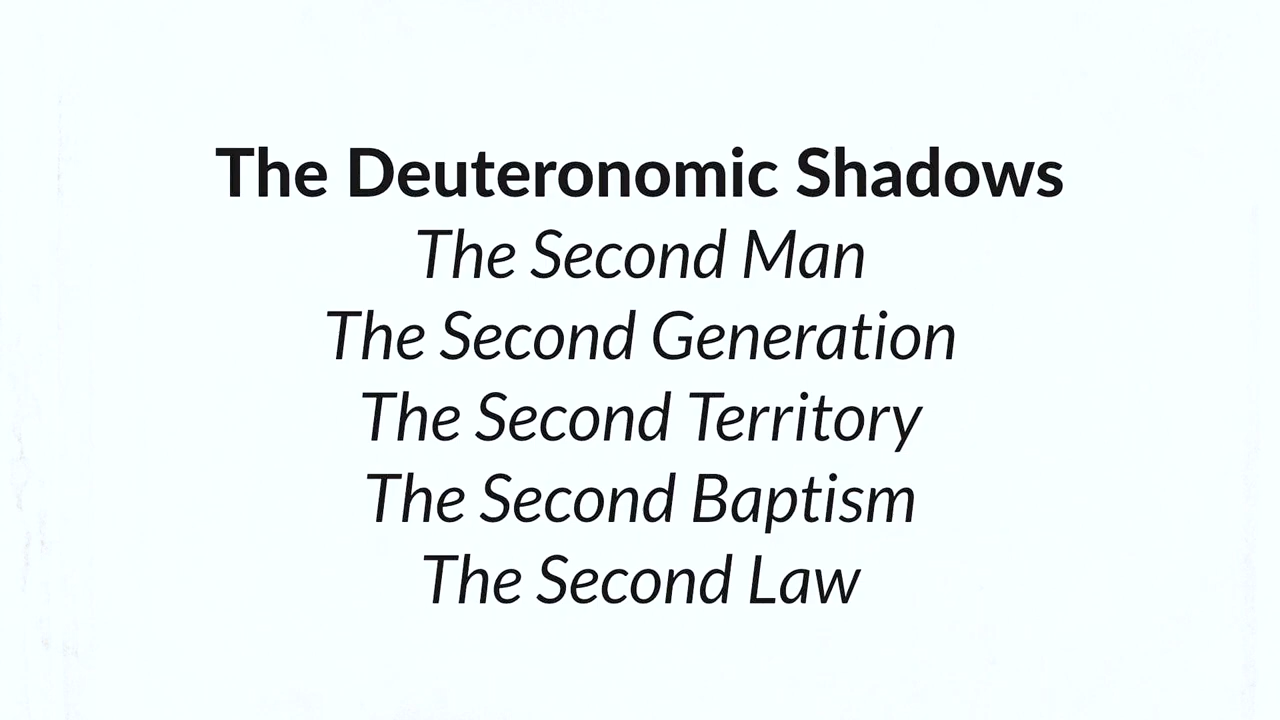 The Deuteronomic Shadows
The Second Man
The Second Generation
The Second Territory
The Second Baptism
The Second Law